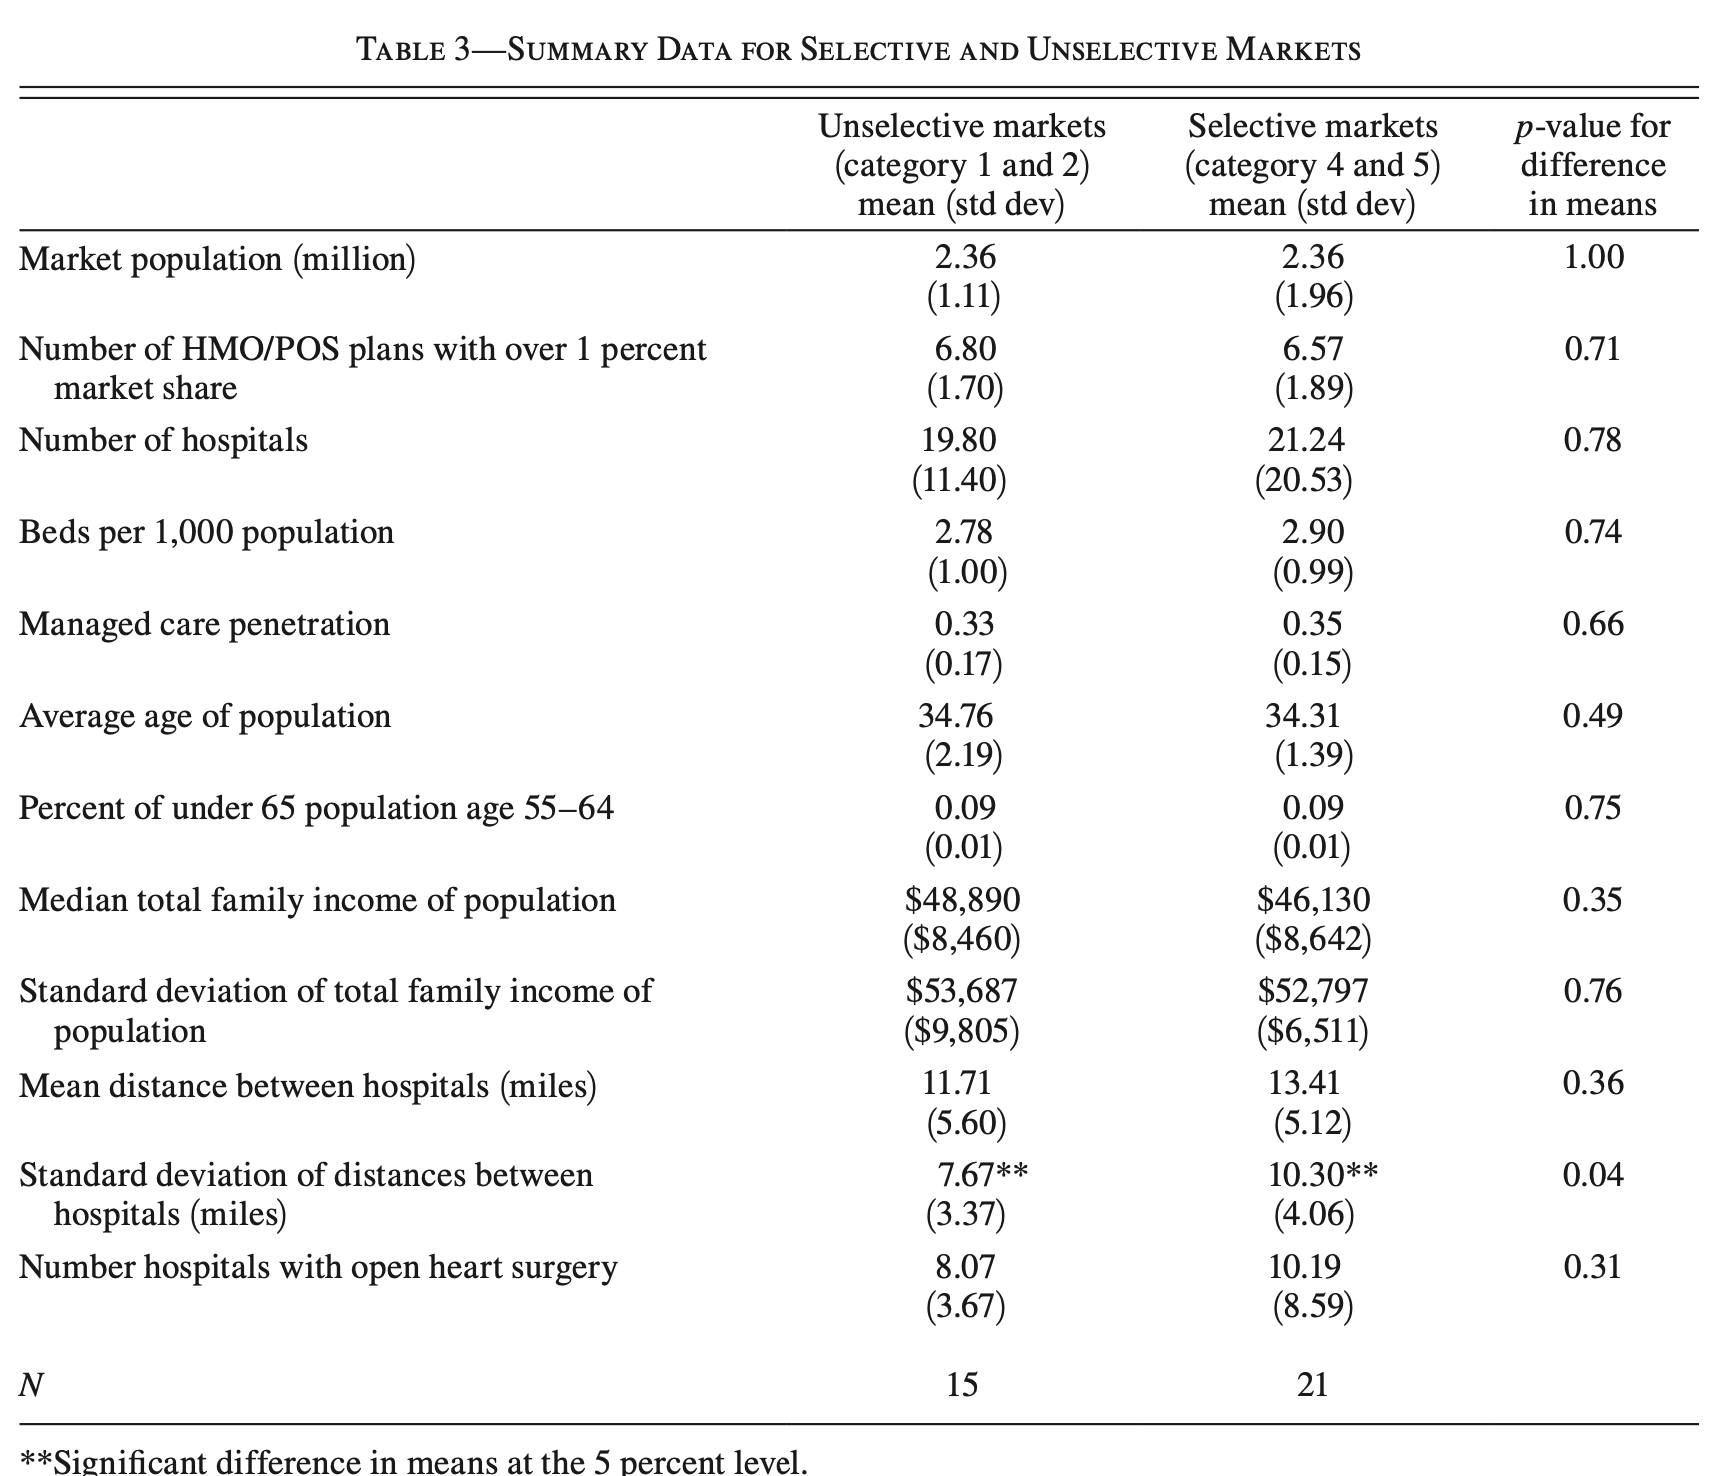 TABLE 3—SUMMARY DATA FOR SELECTIVE AND UNSELECTIVE MARKETS
Unselective markets (category 1 and 2) mean (std dev) Selective markets (category 4 and 5) mean (std dev) p-value for difference in means
Market population (million) 2.36 2.36 1.00
(1.11) (1.96)
Number of HMO/POS plans with over 1 percent 6.80 6.57 0.71
market share (1.70) (1.89)
Number of hospitals 19.80 21.24 0.78
(11.40) (20.53)
Beds per 1,000 population 2.78 2.90 0.74
(1.00) (0.99)
Managed care penetration 0.33 0.35 0.66
(0.17) (0.15)
Average age of population 34.76 34.31 0.49
(2.19) (1.39)
Percent of under 65 population age 55–64 0.09 0.09 0.75
(0.01) (0.01)
Median total family income of population $48,890 $46,130 0.35
($8,460) ($8,642)
Standard deviation of total family income of $53,687 $52,797 0.76
population ($9,805) ($6,511)
Mean distance between hospitals (miles) 11.71 13.41 0.36
(5.60) (5.12)
Standard deviation of distances between 7.67** 10.30** 0.04
hospitals (miles) (3.37) (4.06)
Number hospitals with open heart surgery 8.07 10.19 0.31
(3.67) (8.59)
N 15 21
**Significant difference in means at the 5 percent level.